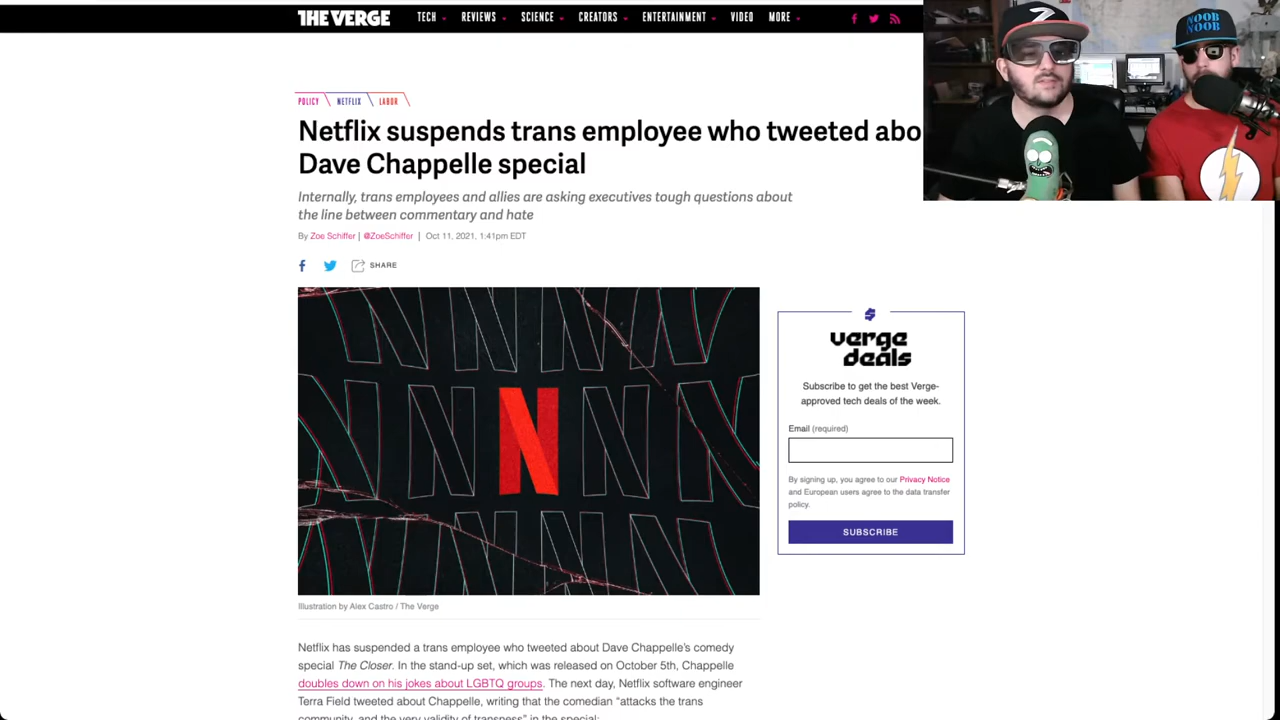 THE VERGE
TECH
REVIEWS
SCIENCE
CREATORS
ENTERTAINMENT
VIDEO
MORE
NOOB
NOOB
POLICY
NETFLIX
LABOR
Netflix suspends trans employee who tweeted abo
Dave Chappelle special
Internally, trans employees and allies are asking executives tough questions about
the line between commentary and hate
By Zoe Schiffer | @ZoeSchiffer | Oct 11, 2021, 1:41pm EDT
SHARE
N
verge
deals
Subscribe to get the best Verge-
approved tech deals of the week.
Email (required)
By signing up, you agree to our Privacy Notice
and European users agree to the data transfer
policy.
SUBSCRIBE
Illustration by Alex Castro / The Verge
Netflix has suspended a trans employee who tweeted about Dave Chappelle's comedy
special The Closer. In the stand-up set, which was released on October 5th, Chappelle
doubles down on his jokes about LGBTQ groups. The next day, Netflix software engineer
Terra Field tweeted about Chappelle, writing that the comedian "attacks the trans
community, and the very validity of transness" in the special: